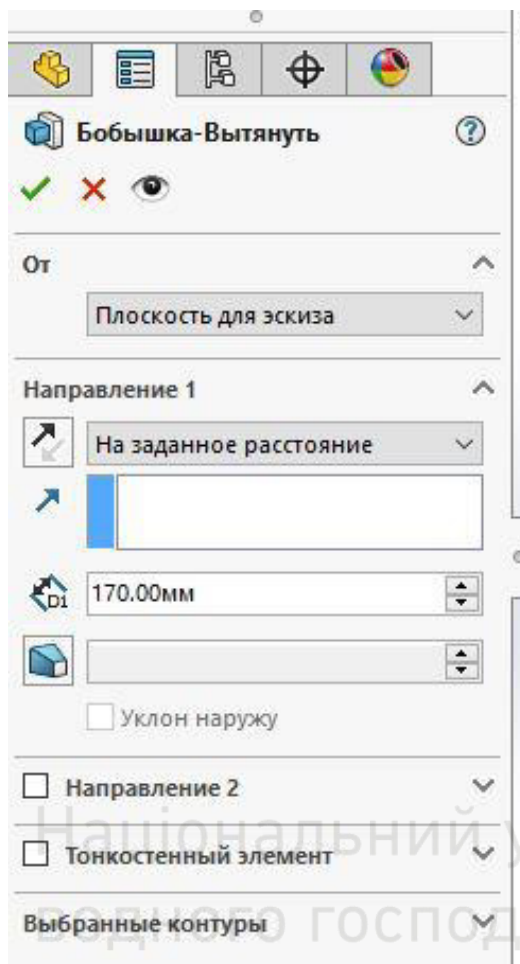 Бобышка-Вытянуть
От
Плоскость для эскиза
Направление 1
На заданное расстояние
D1 170.00мм
Уклон наружу
Направление 2
Національний у
Тонкостенный элемент
Выбранные контуры
водного господ